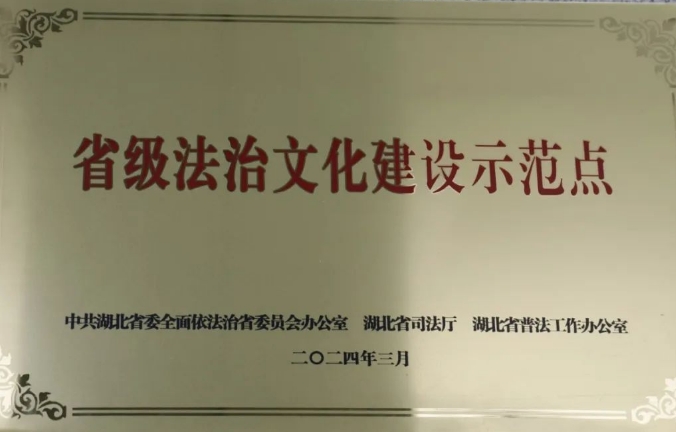 省级法治文化建设示范点
中共湖北省委全面依法治省委员会办公室 湖北省司法厅 湖北省普法工作办公室
二〇二四年三月